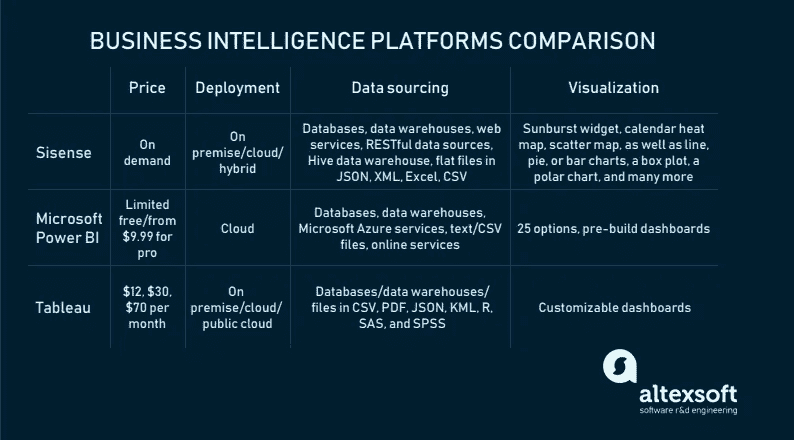 BUSINESS INTELLIGENCE PLATFORMS COMPARISON
Price
Deployment
Data sourcing
Visualization
Sisense
On
demand
On
premise/cloud/
hybrid
Databases, data warehouses, web
services, RESTful data sources,
Hive data warehouse, flat files in
JSON, XML, Excel, CSV
Sunburst widget, calendar heat
map, scatter map, as well as line,
pie, or bar charts, a box plot, a
polar chart, and many more
Microsoft
Power BI
Limited
free/from
$9.99 for
pro
Cloud
Databases, data warehouses,
Microsoft Azure services, text/CSV
files, online services
25 options, pre-build dashboards
Tableau
$12, $30,
$70 per
month
On
premise/cloud/
public cloud
Databases/data warehouses/
files in CSV, PDF, JSON, KML, R,
SAS, and SPSS
Customizable dashboards
altexsoft
software r&d engineering